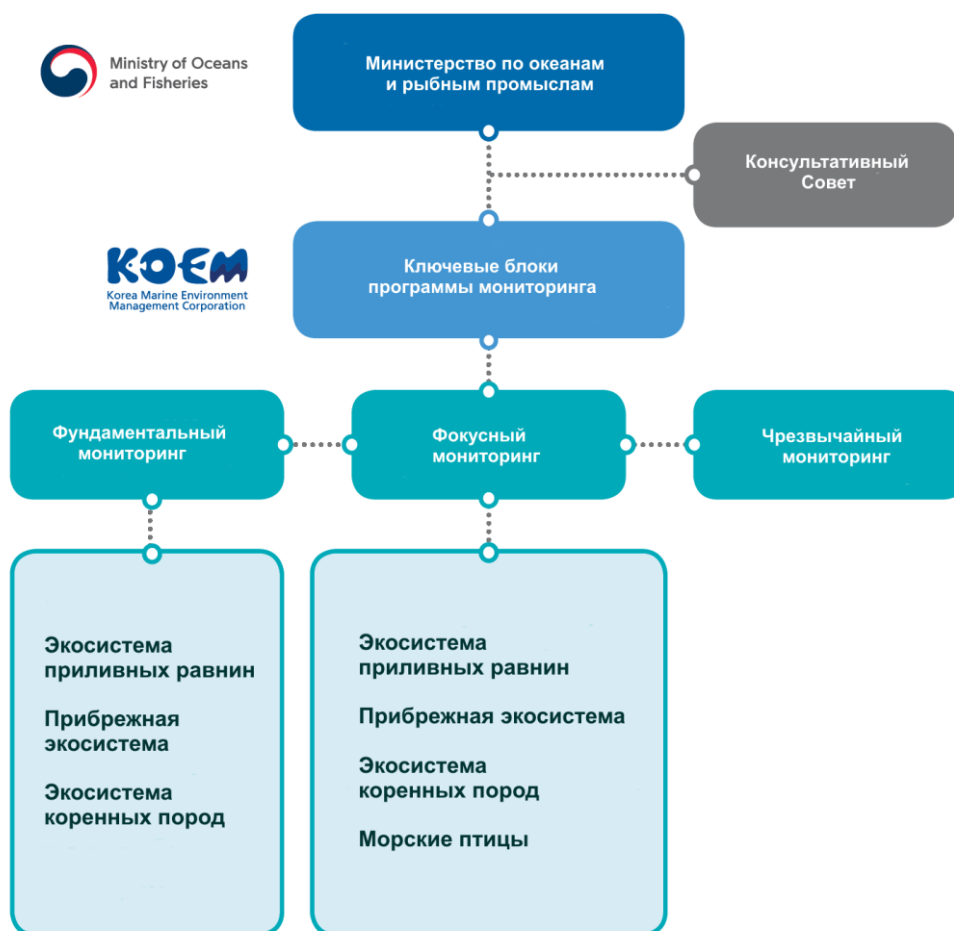 Ministry of Oceans
and Fisheries
Министерство по океанам
и рыбным промыслам
Консультативный
Совет
KOEM
Korea Marine Environment
Management Corporation
Ключевые блоки
программы мониторинга
Фундаментальный
мониторинг
Фокусный
мониторинг
Чрезвычайный
мониторинг
Экосистема
приливных равнин
Прибрежная
экосистема
Экосистема
коренных пород
Экосистема
приливных равнин
Прибрежная экосистема
Экосистема
коренных пород
Морские птицы